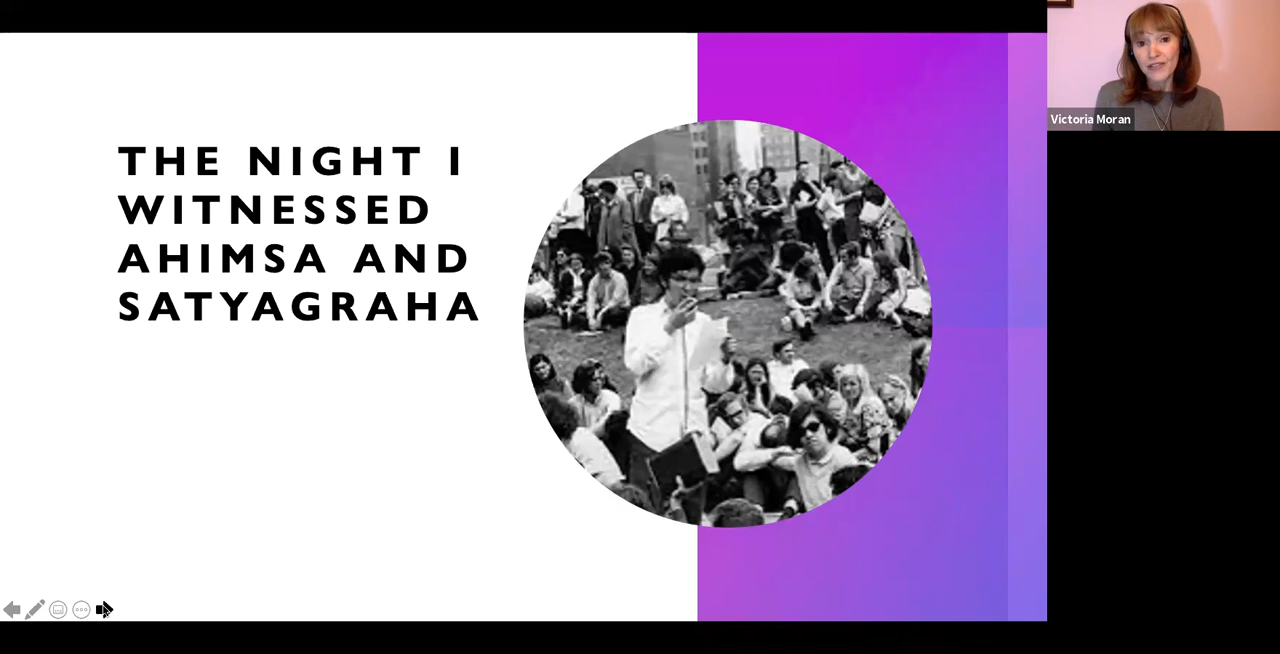 THE NIGHT I
WITNESSED
AHIMSA AND
SATYAGRAHA
Victoria Moran